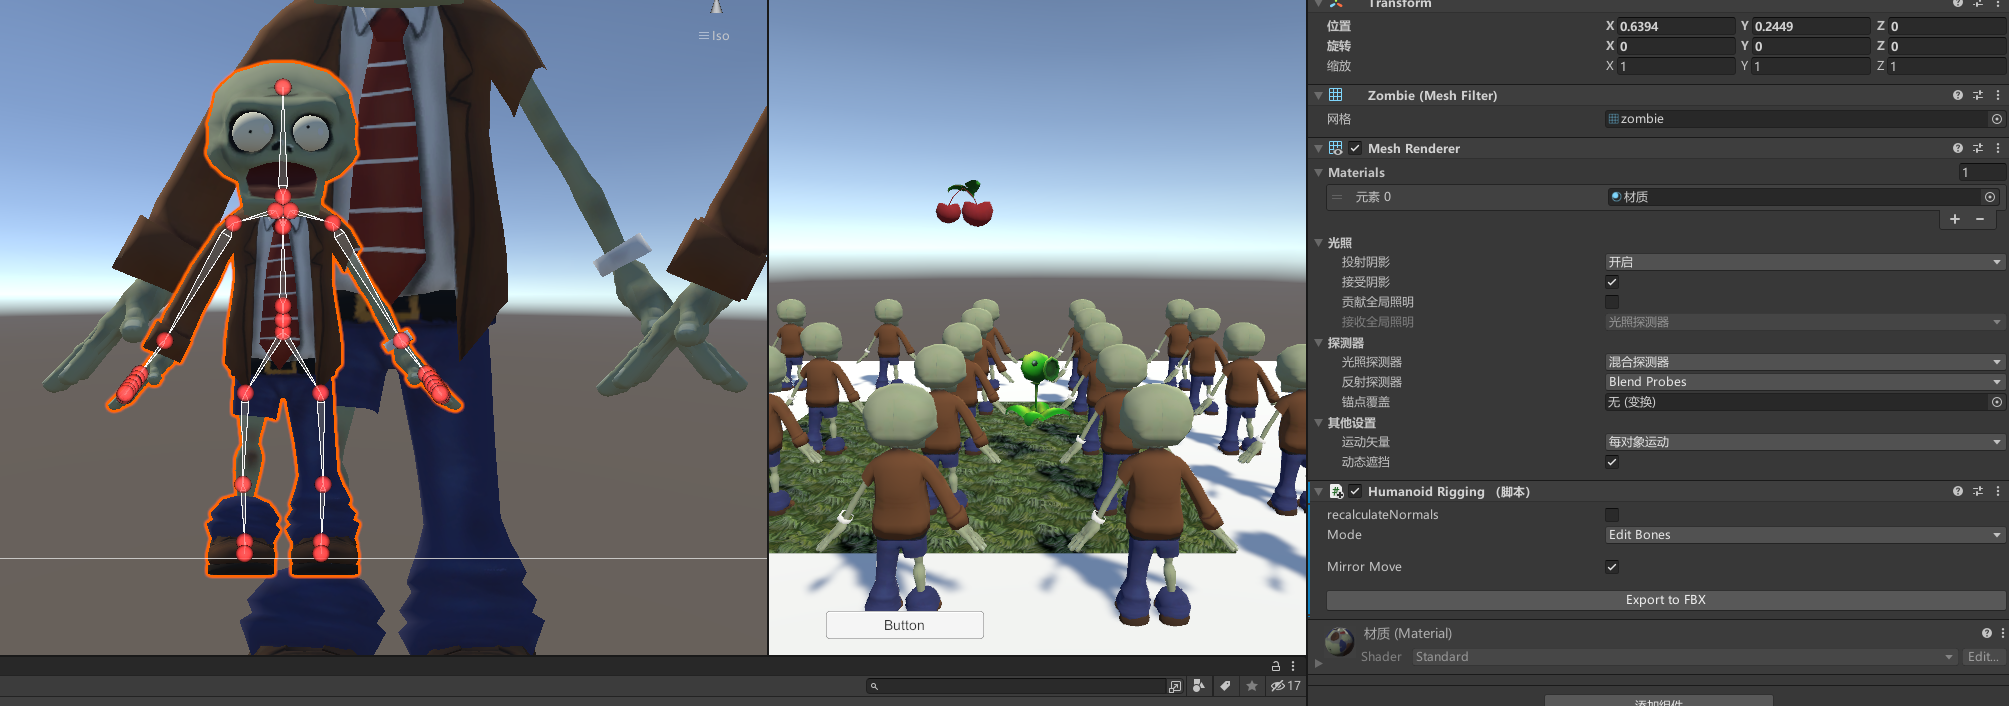 Iso
Button
17
Transform
位置 X 0.6394 Y 0.2449 Z 0
旋转 X 0 Y 0 Z 0
缩放 X 1 Y 1 Z 1
Zombie (Mesh Filter)
网格 zombie
Mesh Renderer
Materials 1
元素 0 材质
+ −
光照
投射阴影 开启
接受阴影
贡献全局照明
接收全局照明 光照探测器
探测器
光照探测器 混合探测器
反射探测器 Blend Probes
锚点覆盖 无 (变换)
其他设置
运动矢量 每对象运动
动态遮挡
Humanoid Rigging （脚本）
recalculateNormals
Mode Edit Bones
Mirror Move
Export to FBX
材质 (Material)
Shader Standard Edit...
添加组件